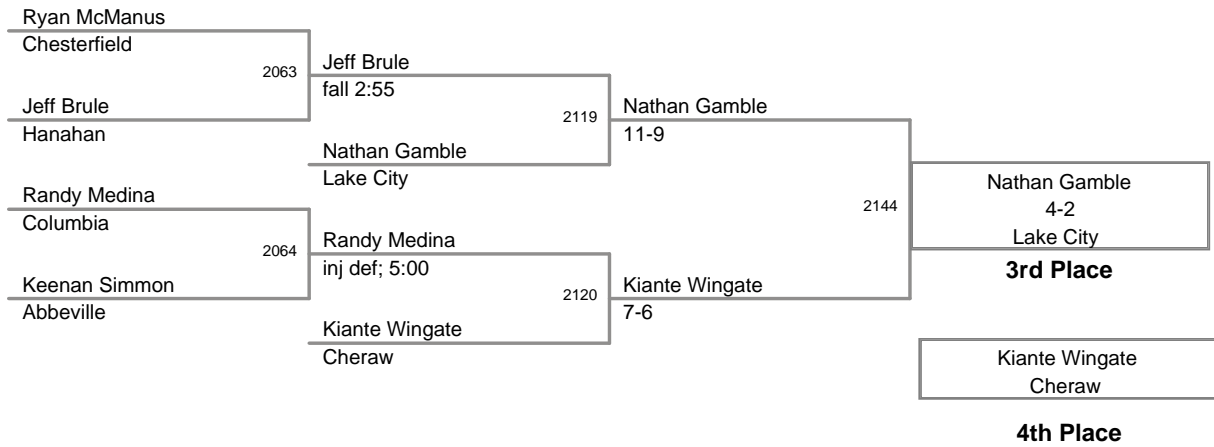 Ryan McManus
Chesterfield
2063
Jeff Brule
Hanahan
Randy Medina
Columbia
2064
Keenan Simmon
Abbeville
Jeff Brule
fall 2:55
2119
Nathan Gamble
Lake City
Randy Medina
inj def; 5:00
2120
Kiante Wingate
Cheraw
Nathan Gamble
11-9
2144
Kiante Wingate
7-6
Nathan Gamble
4-2
Lake City
3rd Place
Kiante Wingate
Cheraw
4th Place